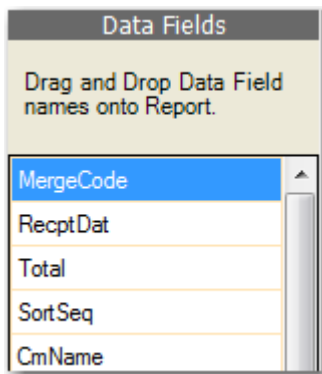 Data Fields
Drag and Drop Data Field
names onto Report.
MergeCode
RecptDat
Total
SortSeq
CmName